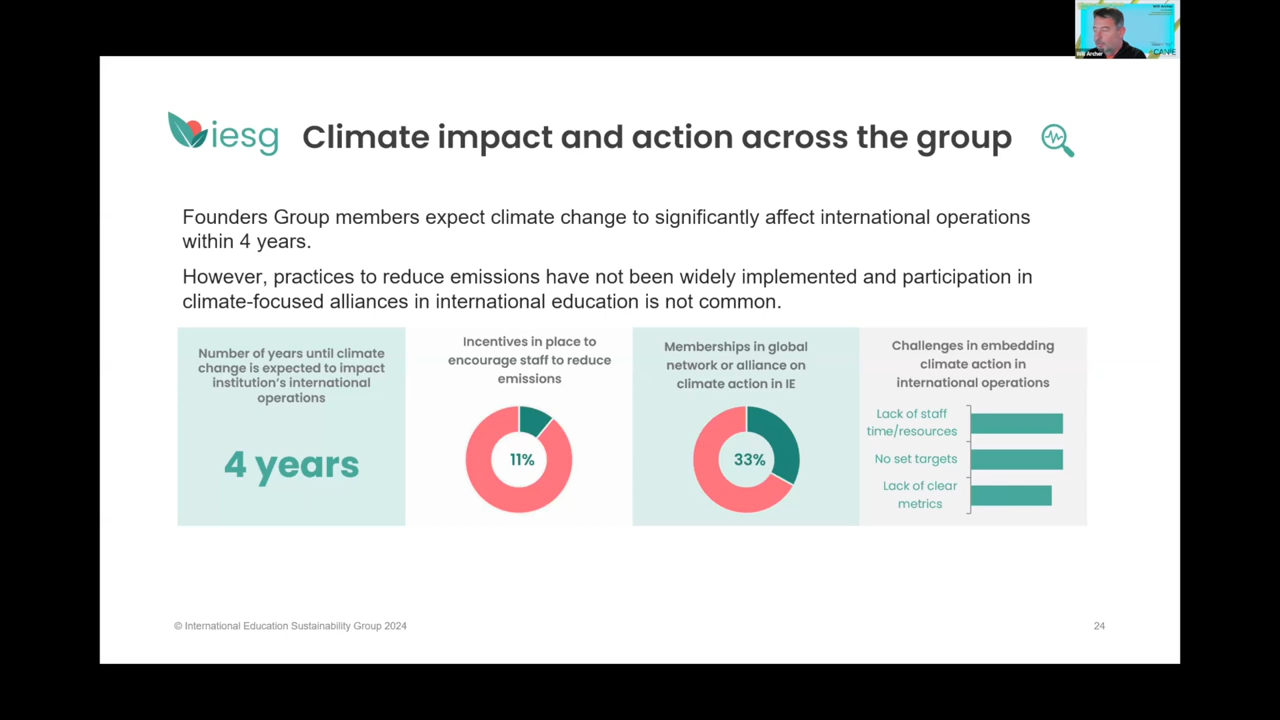 Will Archer
Will Archer
CAN-E
iesg
Climate impact and action across the group
Founders Group members expect climate change to significantly affect international operations
within 4 years.
However, practices to reduce emissions have not been widely implemented and participation in
climate-focused alliances in international education is not common.
Number of years until climate
change is expected to impact
institution's international
operations
4 years
Incentives in place to
encourage staff to reduce
emissions
11%
Memberships in global
network or alliance on
climate action in IE
33%
Challenges in embedding
climate action in
international operations
Lack of staff
time/resources
No set targets
Lack of clear
metrics
© International Education Sustainability Group 2024
24